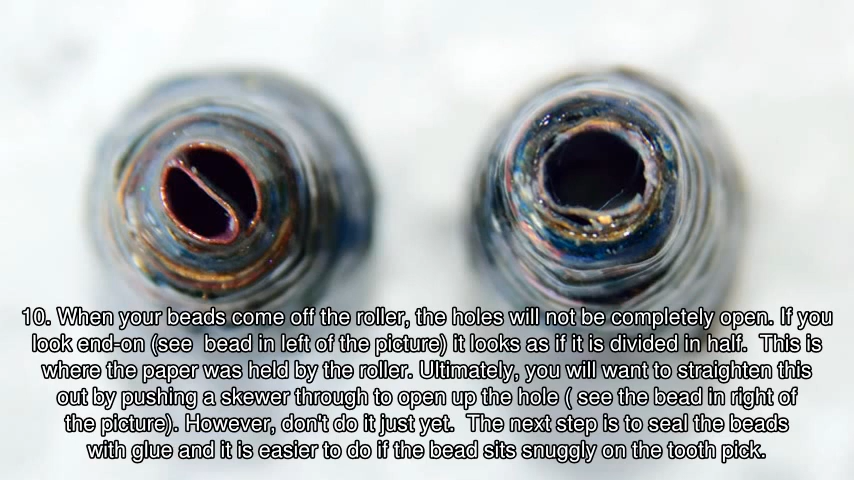 10. When your beads come off the roller, the holes will not be completely open. If you
look end-on (see  bead in left of the picture) it looks as if it is divided in half.  This is
where the paper was held by the roller. Ultimately, you will want to straighten this
out by pushing a skewer through to open up the hole ( see the bead in right of
the picture). However, don't do it just yet.  The next step is to seal the beads
with glue and it is easier to do if the bead sits snuggly on the tooth pick.